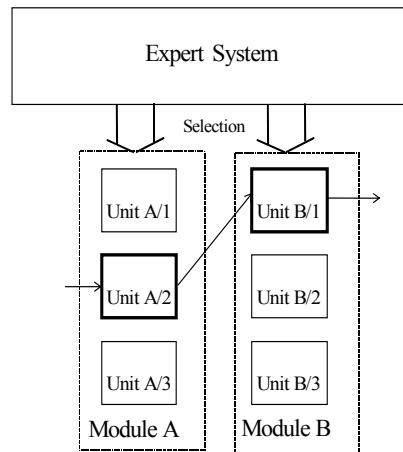 Expert System
Selection
Unit A/1
Unit B/1
Unit A/2
Unit B/2
Unit A/3
Unit B/3
Module A
Module B